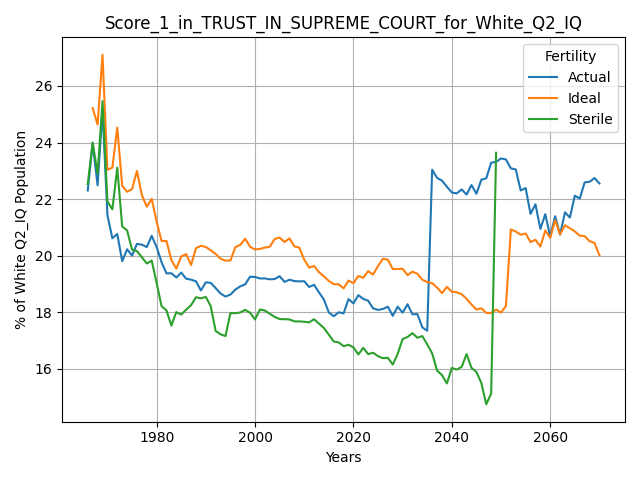 Score_1_in_TRUST_IN_SUPREME_COURT_for_White_Q2_IQ
Fertility
Actual
Ideal
Sterile
% of White Q2_IQ Population
26
24
22
20
18
16
1980
2000
2020
2040
2060
Years